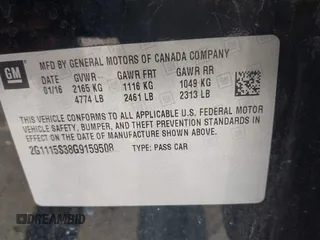 GM
MFD BY GENERAL MOTORS OF CANADA COMPANY
DATE GVWR GAWR FRT GAWR RR
01/16 2165 KG 1116 KG 1049 KG
4774 LB 2461 LB 2313 LB
THIS VEHICLE CONFORMS TO ALL APPLICABLE U.S. FEDERAL MOTOR
VEHICLE SAFETY, BUMPER, AND THEFT PREVENTION STANDARDS IN
EFFECT ON THE DATE OF MANUFACTURE SHOWN ABOVE.
2G1115S38G9159508 TYPE: PASS CAR
DREAMBID